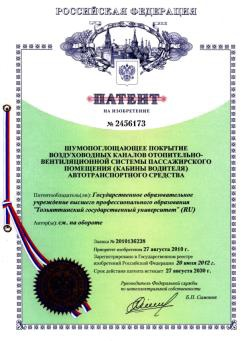 РОССИЙСКАЯ ФЕДЕРАЦИЯ
ПАТЕНТ
НА ИЗОБРЕТЕНИЕ
№ 2456173
ШУМОПОГЛОЩАЮЩЕЕ ПОКРЫТИЕ
ВОЗДУХОВОДНЫХ КАНАЛОВ ОТОПИТЕЛЬНО-
ВЕНТИЛЯЦИОННОЙ СИСТЕМЫ ПАССАЖИРСКОГО
ПОМЕЩЕНИЯ (КАБИНЫ ВОДИТЕЛЯ)
АВТОТРАНСПОРТНОГО СРЕДСТВА
Патентообладатель(ли): Государственное образовательное
учреждение высшего профессионального образования
"Тольяттинский государственный университет" (RU)
Автор(ы): см. на обороте
Заявка № 2010136228
Приоритет изобретения 27 августа 2010 г.
Зарегистрировано в Государственном реестре
изобретений Российской Федерации 20 июля 2012 г.
Срок действия патента истекает 27 августа 2030 г.
Руководитель Федеральной службы
по интеллектуальной собственности
Б.П. Симонов